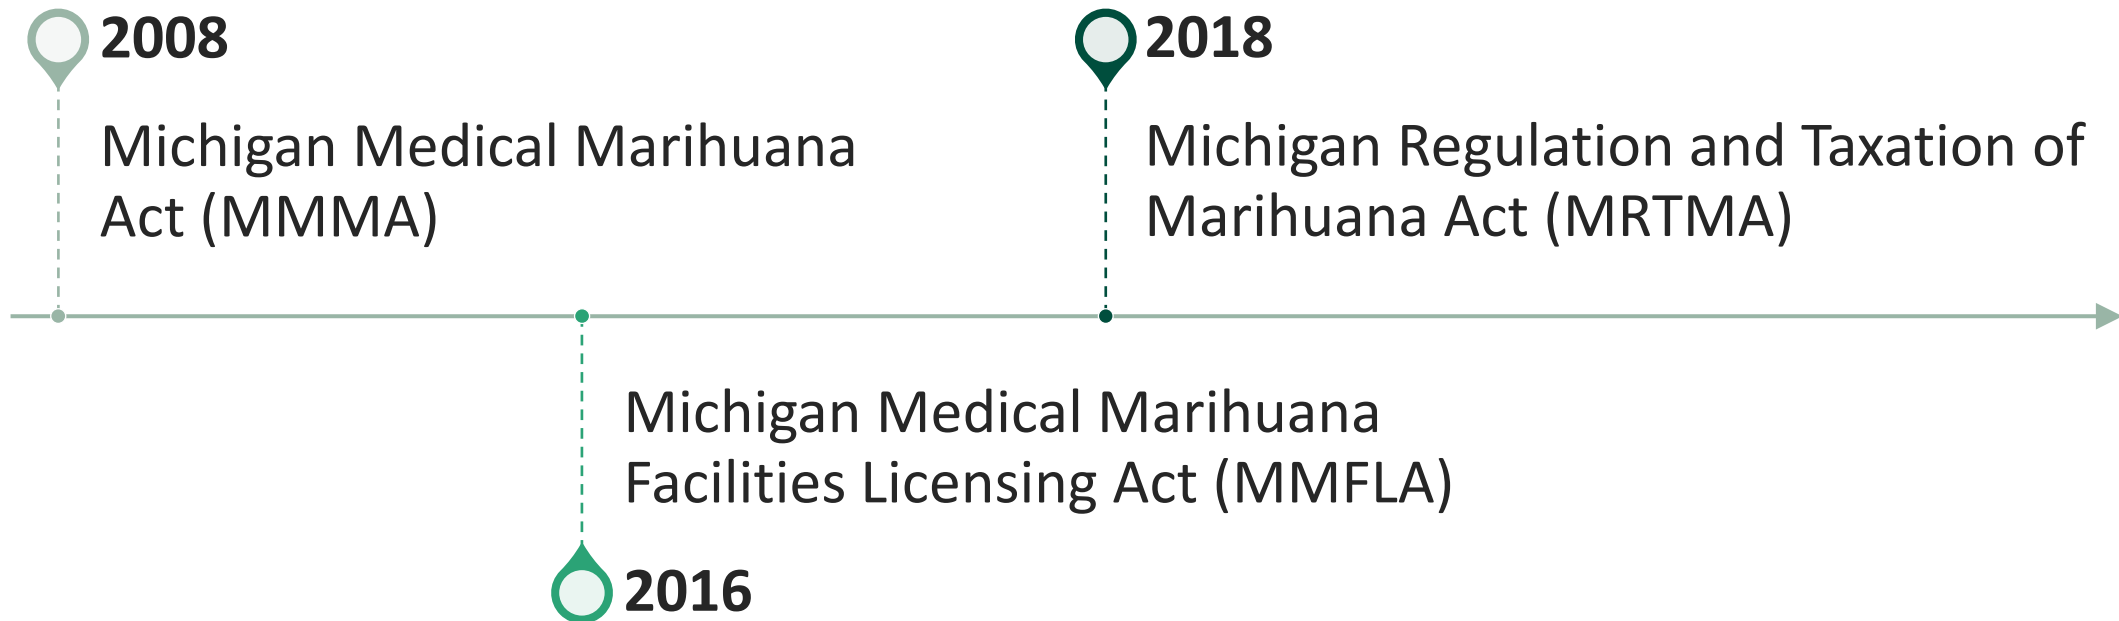 2008
Michigan Medical Marihuana
Act (MMMA)
2018
Michigan Regulation and Taxation of
Marihuana Act (MRTMA)
Michigan Medical Marihuana
Facilities Licensing Act (MMFLA)
2016